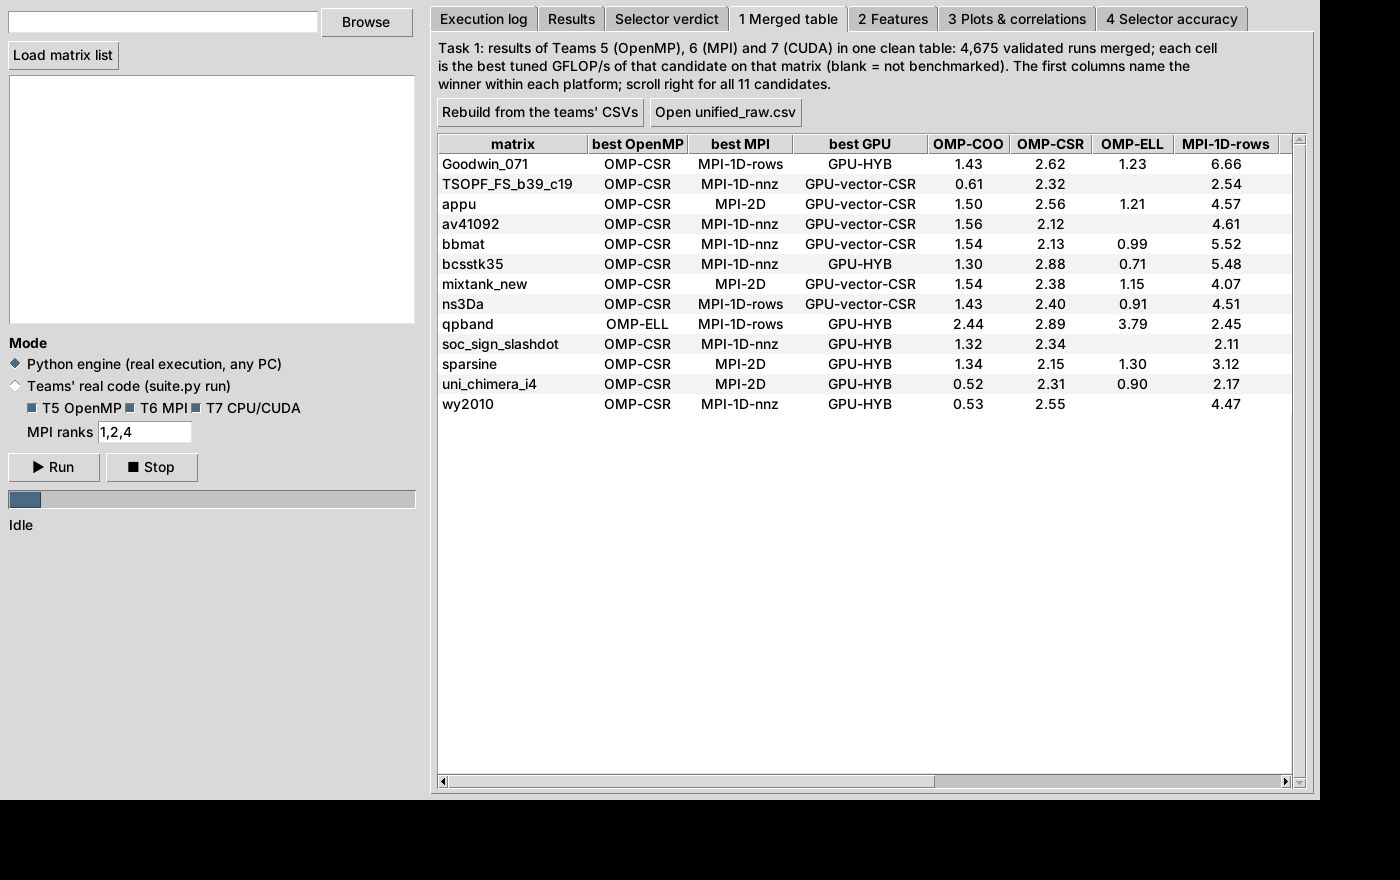 Browse
Load matrix list
Mode
Python engine (real execution, any PC)
Teams' real code (suite.py run)
T5 OpenMP T6 MPI T7 CPU/CUDA
MPI ranks 1,2,4
Run Stop
Idle
Execution log Results Selector verdict 1 Merged table 2 Features 3 Plots & correlations 4 Selector accuracy
Task 1: results of Teams 5 (OpenMP), 6 (MPI) and 7 (CUDA) in one clean table: 4,675 validated runs merged; each cell
is the best tuned GFLOP/s of that candidate on that matrix (blank = not benchmarked). The first columns name the
winner within each platform; scroll right for all 11 candidates.
Rebuild from the teams' CSVs Open unified_raw.csv
matrix best OpenMP best MPI best GPU OMP-COO OMP-CSR OMP-ELL MPI-1D-rows
Goodwin_071 OMP-CSR MPI-1D-rows GPU-HYB 1.43 2.62 1.23 6.66
TSOPF_FS_b39_c19 OMP-CSR MPI-1D-nnz GPU-vector-CSR 0.61 2.32 2.54
appu OMP-CSR MPI-2D GPU-vector-CSR 1.50 2.56 1.21 4.57
av41092 OMP-CSR MPI-1D-nnz GPU-vector-CSR 1.56 2.12 4.61
bbmat OMP-CSR MPI-1D-nnz GPU-vector-CSR 1.54 2.13 0.99 5.52
bcsstk35 OMP-CSR MPI-1D-nnz GPU-HYB 1.30 2.88 0.71 5.48
mixtank_new OMP-CSR MPI-2D GPU-vector-CSR 1.54 2.38 1.15 4.07
ns3Da OMP-CSR MPI-1D-rows GPU-vector-CSR 1.43 2.40 0.91 4.51
qpband OMP-ELL MPI-1D-rows GPU-HYB 2.44 2.89 3.79 2.45
soc_sign_slashdot OMP-CSR MPI-1D-nnz GPU-HYB 1.32 2.34 2.11
sparsine OMP-CSR MPI-2D GPU-HYB 1.34 2.15 1.30 3.12
uni_chimera_i4 OMP-CSR MPI-2D GPU-HYB 0.52 2.31 0.90 2.17
wy2010 OMP-CSR MPI-1D-nnz GPU-HYB 0.53 2.55 4.47